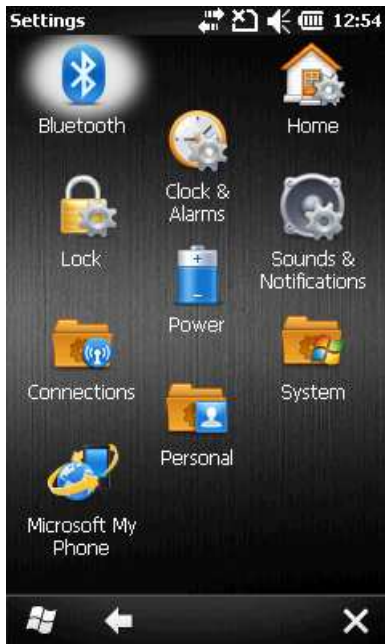 Settings 12:54
Bluetooth
Home
Clock &
Alarms
Lock
Sounds &
Notifications
Power
Connections
System
Personal
Microsoft My
Phone